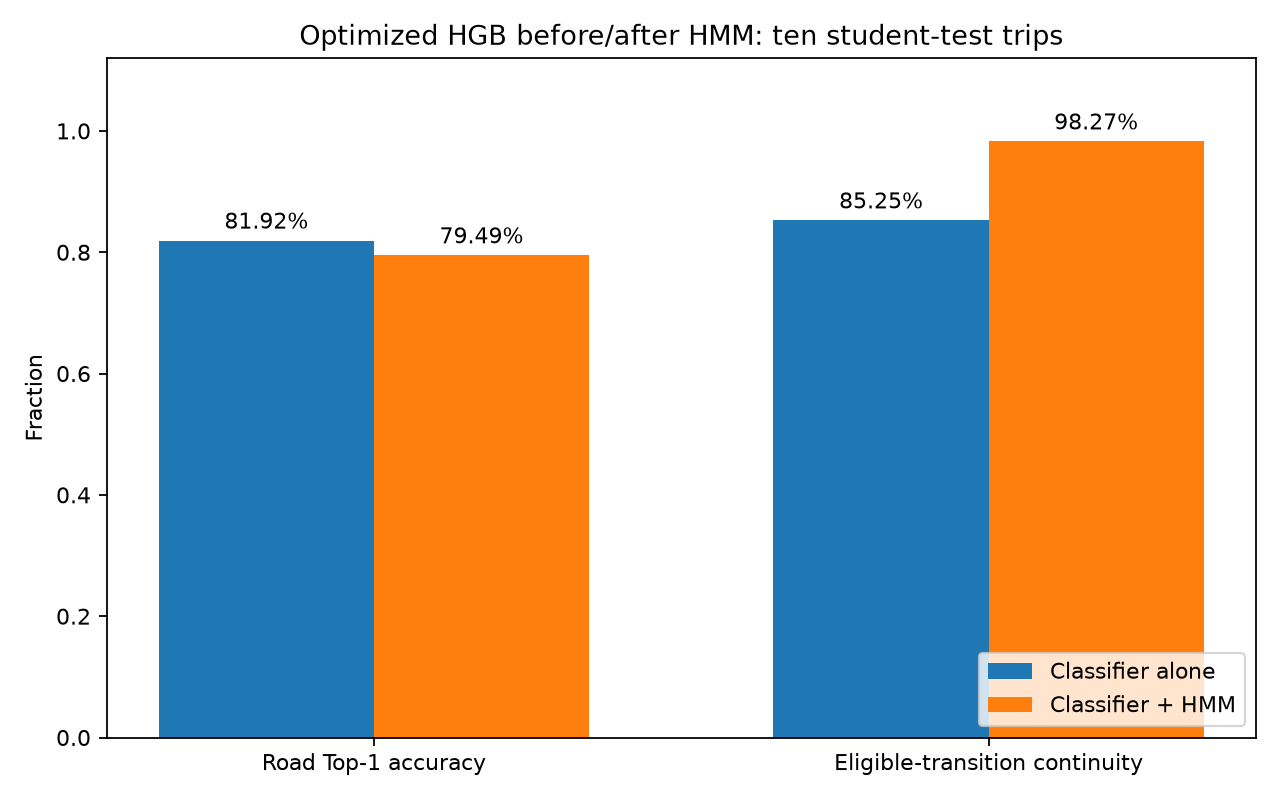 Optimized HGB before/after HMM: ten student-test trips
Fraction
1.0
0.8
0.6
0.4
0.2
0.0
81.92%
79.49%
85.25%
98.27%
Road Top-1 accuracy
Eligible-transition continuity
Classifier alone
Classifier + HMM